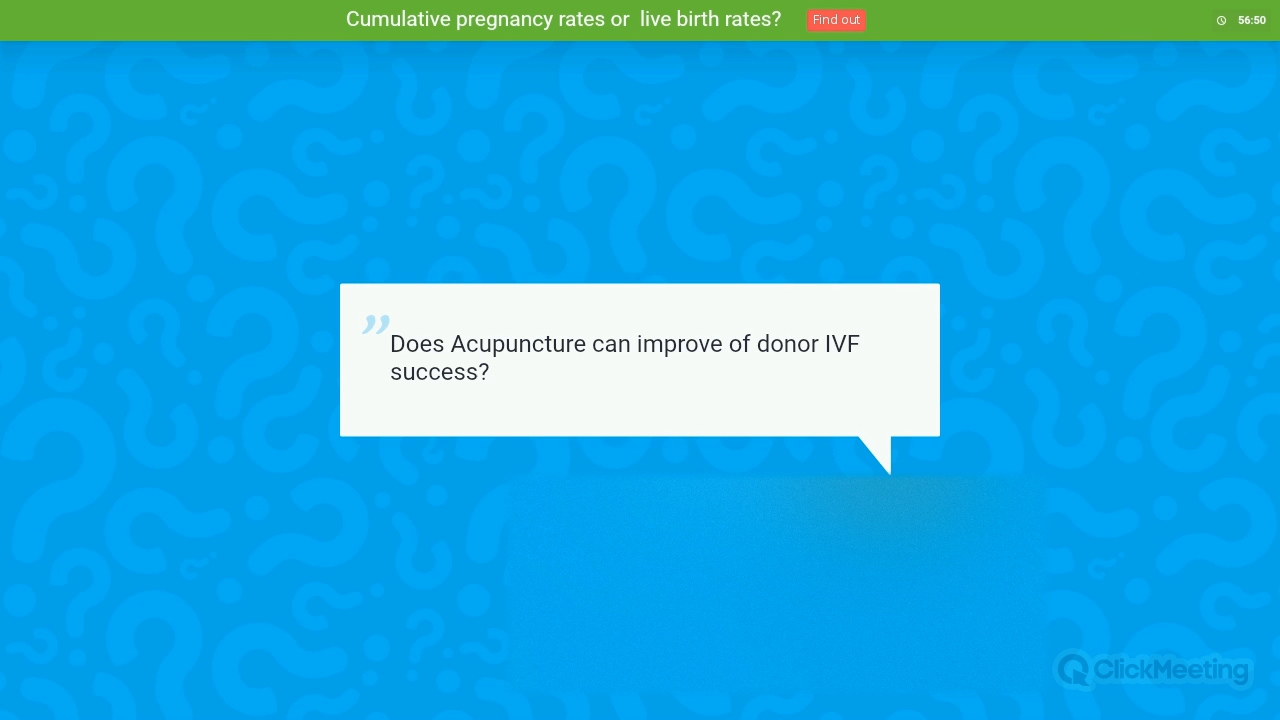 Cumulative pregnancy rates or live birth rates? Find out 56:50
” Does Acupuncture can improve of donor IVF
success?
ClickMeeting